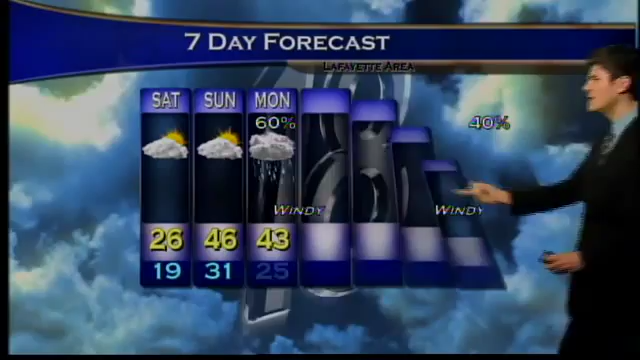 7 DAY FORECAST
LAFAYETTE AREA
SAT SUN MON
60% 40%
WINDY WINDY
26 46 43
19 31 25